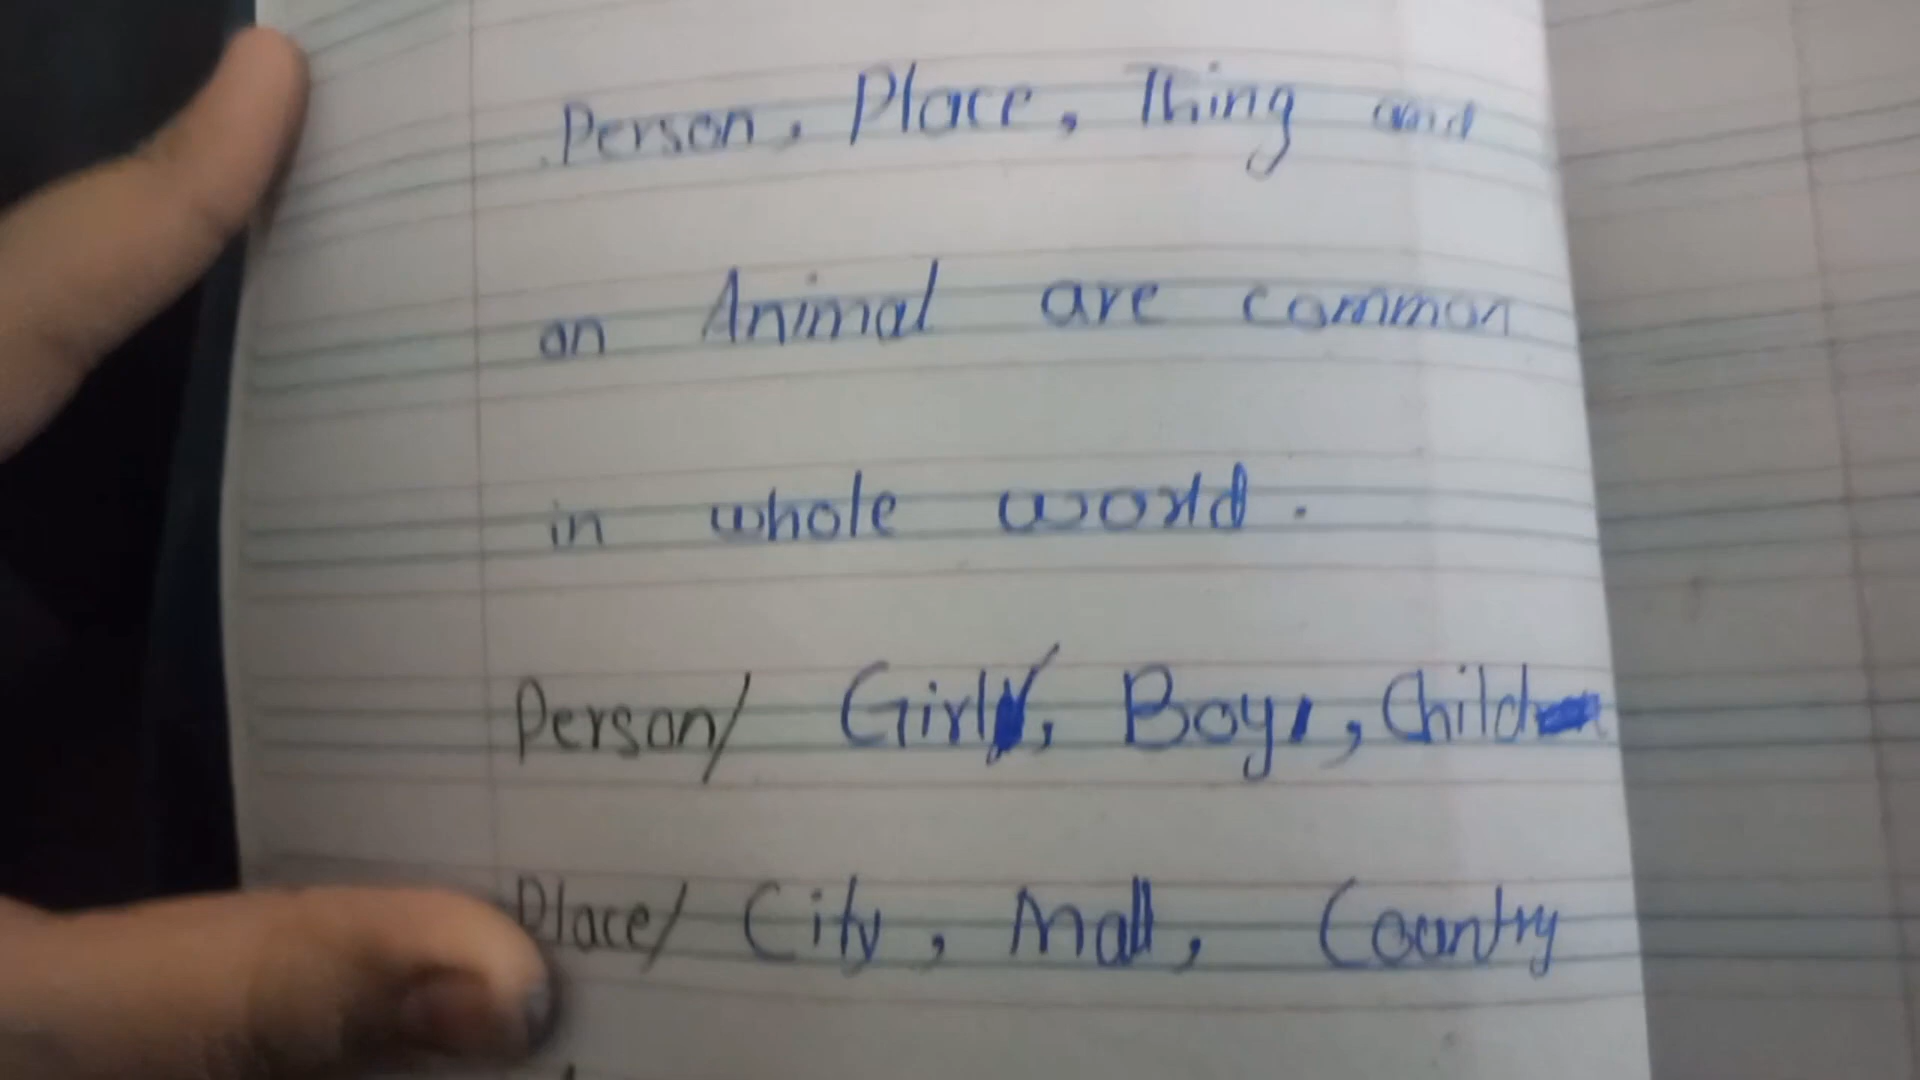 Person, Place, Thing and
an Animal are common
in whole world.
Person/ Girl, Boy, Child
Place/ City, Mall, Country